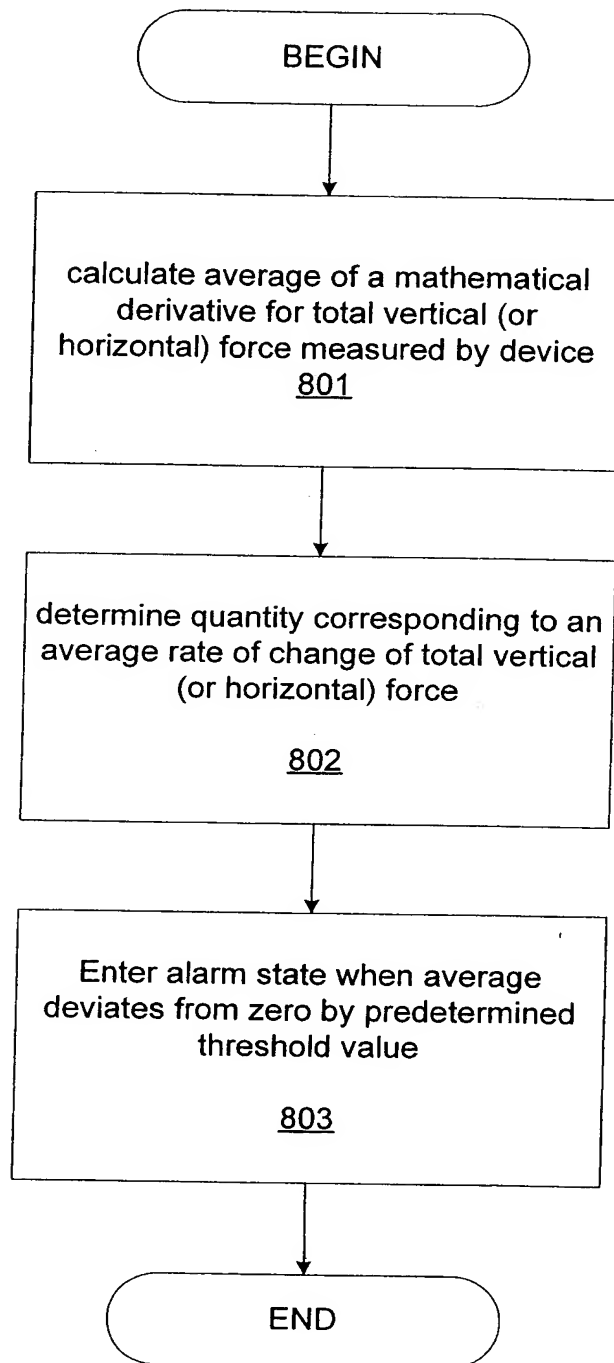 BEGIN
calculate average of a mathematical
derivative for total vertical (or
horizontal) force measured by device
801
determine quantity corresponding to an
average rate of change of total vertical
(or horizontal) force
802
Enter alarm state when average
deviates from zero by predetermined
threshold value
803
END